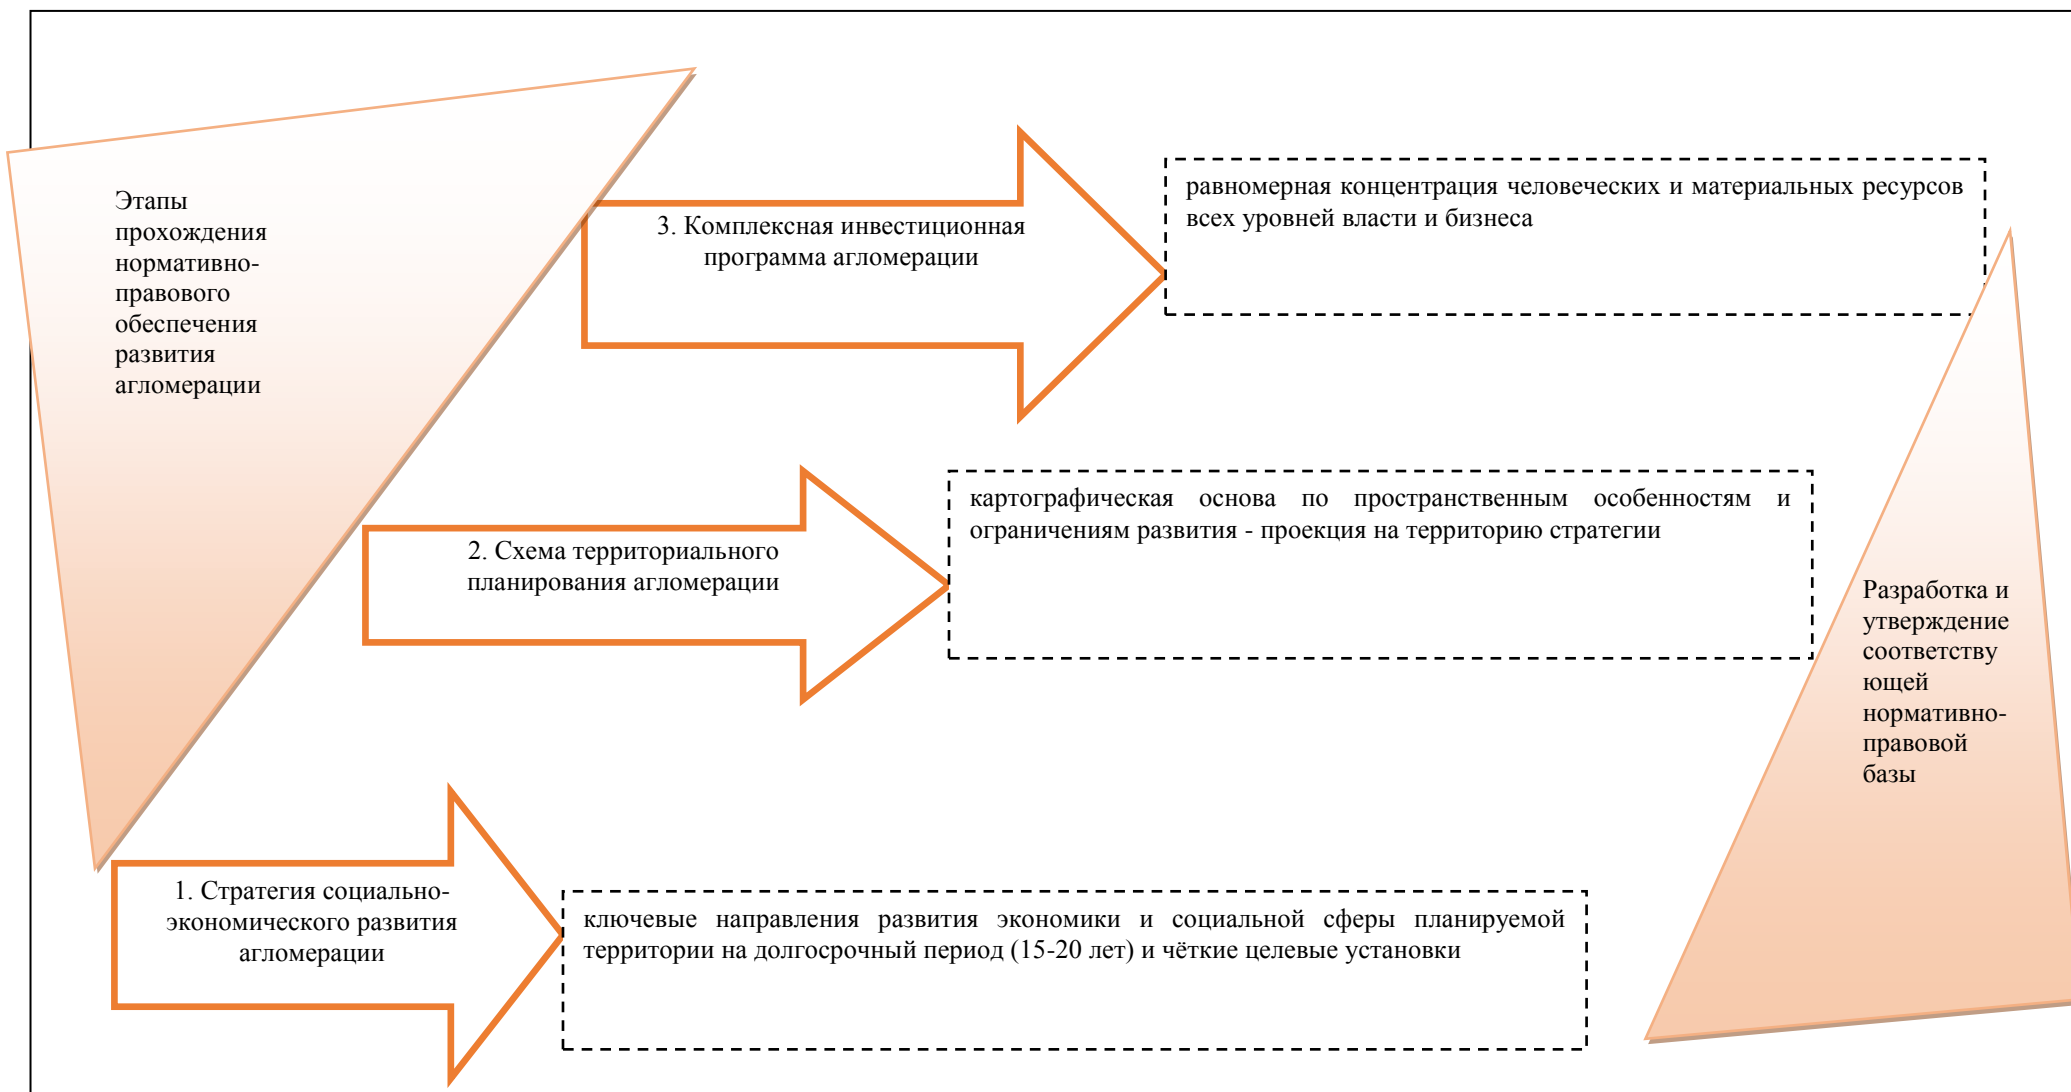 Этапы
прохождения
нормативно-
правового
обеспечения
развития
агломерации
3. Комплексная инвестиционная
программа агломерации
равномерная концентрация человеческих и материальных ресурсов
всех уровней власти и бизнеса
2. Схема территориального
планирования агломерации
картографическая основа по пространственным особенностям и
ограничениям развития - проекция на территорию стратегии
Разработка и
утверждение
соответству
ющей
нормативно-
правовой
базы
1. Стратегия социально-
экономического развития
агломерации
ключевые направления развития экономики и социальной сферы планируемой
территории на долгосрочный период (15-20 лет) и чёткие целевые установки